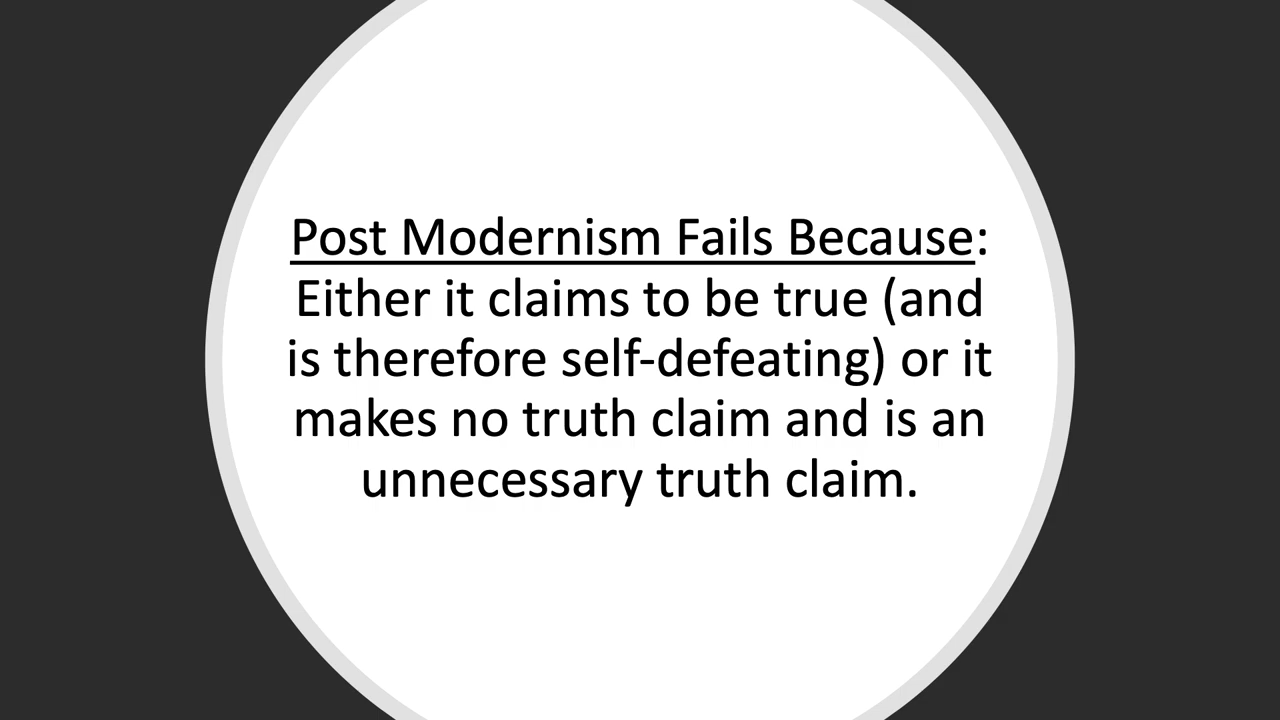 Post Modernism Fails Because:
Either it claims to be true (and
is therefore self-defeating) or it
makes no truth claim and is an
unnecessary truth claim.